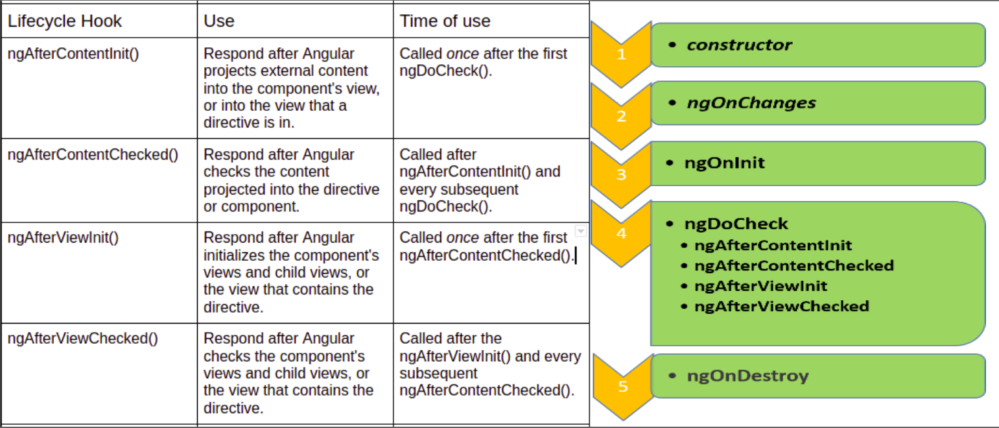 Lifecycle Hook
Use
Time of use
ngAfterContentInit()
Respond after Angular
projects external content
into the component's view,
or into the view that a
directive is in.
Called once after the first
ngDoCheck().
ngAfterContentChecked()
Respond after Angular
checks the content
projected into the directive
or component.
Called after
ngAfterContentInit() and
every subsequent
ngDoCheck().
ngAfterViewInit()
Respond after Angular
initializes the component's
views and child views, or
the view that contains the
directive.
Called once after the first
ngAfterContentChecked().
ngAfterViewChecked()
Respond after Angular
checks the component's
views and child views, or
the view that contains the
directive.
Called after the
ngAfterViewInit() and every
subsequent
ngAfterContentChecked().
1
• constructor
2
• ngOnChanges
3
• ngOnInit
4
• ngDoCheck
• ngAfterContentInit
• ngAfterContentChecked
• ngAfterViewInit
• ngAfterViewChecked
5
• ngOnDestroy